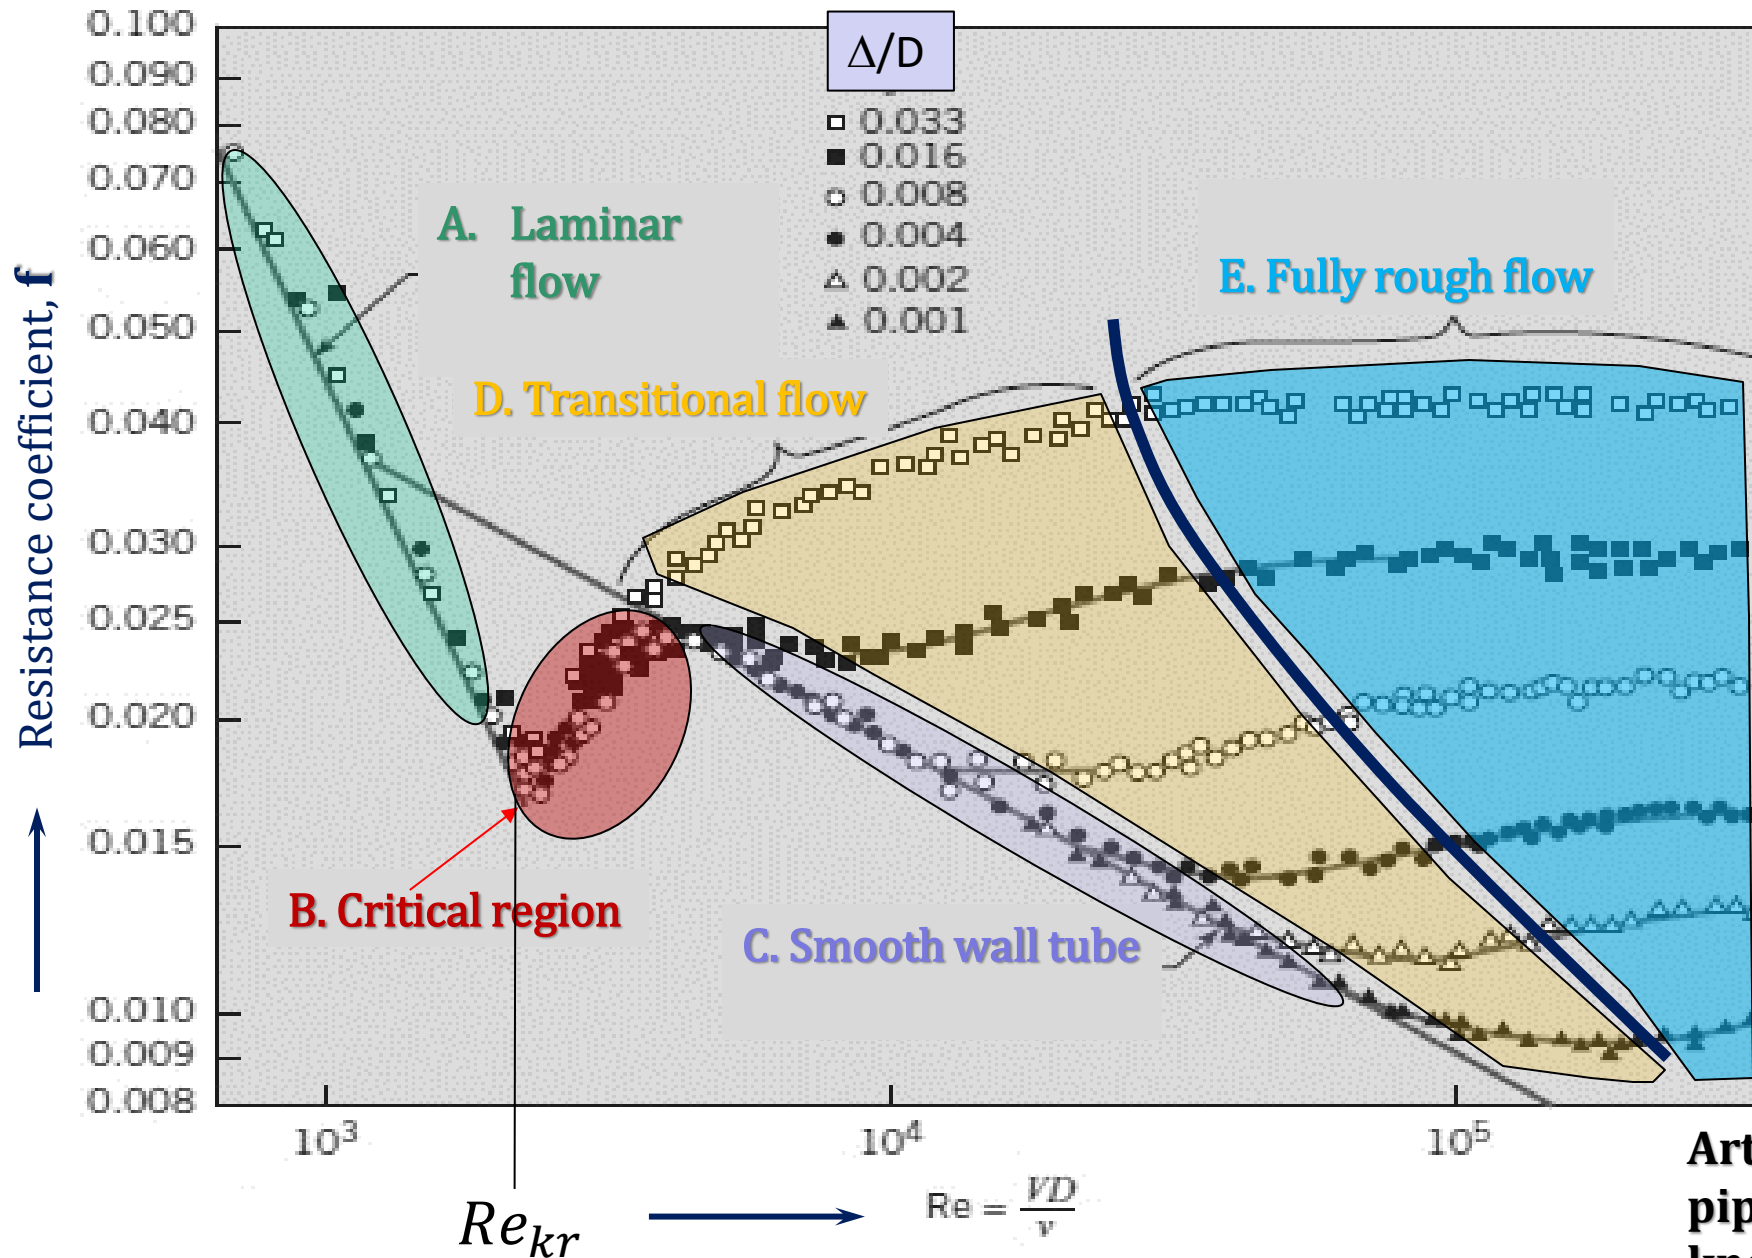 0.100
0.090
0.080
0.070
0.060
0.050
0.040
0.030
0.025
0.020
0.015
0.010
0.009
0.008
Resistance coefficient, f
Δ/D
0.033
0.016
0.008
0.004
0.002
0.001
A. Laminar
flow
D. Transitional flow
E. Fully rough flow
B. Critical region
C. Smooth wall tube
10³ 10⁴ 10⁵
Re_kr
Re = VD/ν
Art
pip